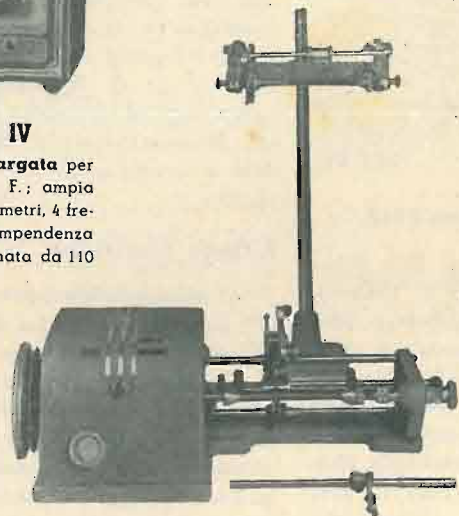 IV
argata per
F.; ampia
metri, 4 fre-
mpendenza
nata da 110